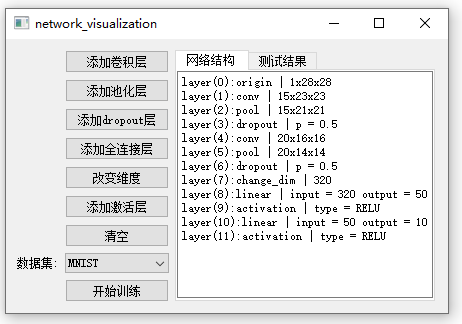 network_visualization
添加卷积层
添加池化层
添加dropout层
添加全连接层
改变维度
添加激活层
清空
数据集: MNIST
开始训练
网络结构 测试结果
layer(0):origin | 1x28x28
layer(1):conv | 15x23x23
layer(2):pool | 15x21x21
layer(3):dropout | p = 0.5
layer(4):conv | 20x16x16
layer(5):pool | 20x14x14
layer(6):dropout | p = 0.5
layer(7):change_dim | 320
layer(8):linear | input = 320 output = 50
layer(9):activation | type = RELU
layer(10):linear | input = 50 output = 10
layer(11):activation | type = RELU